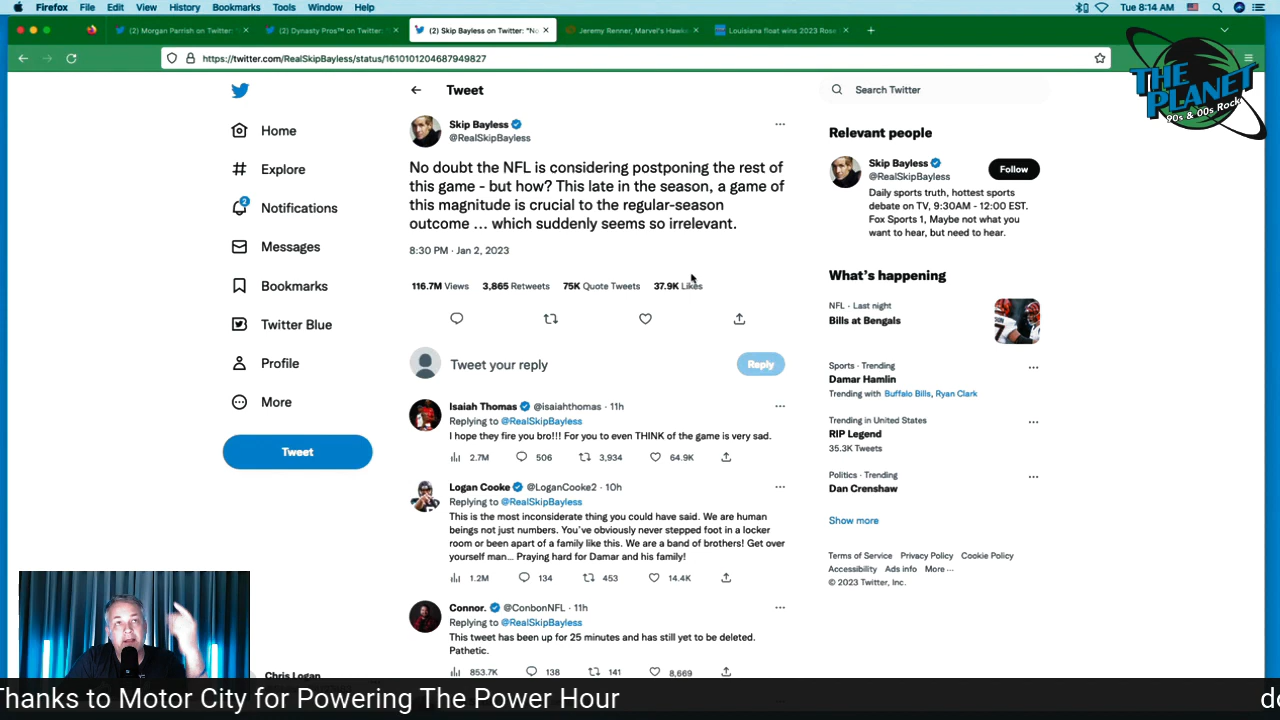 Firefox File Edit View History Bookmarks Tools Window Help
Tue 8:14 AM
(2) Morgan Parrish on Twitter:
(2) Dynasty Pros™ on Twitter: "
(2) Skip Bayless on Twitter: "No
Jeremy Renner, Marvel's Hawk
Louisiana float wins 2023 Rose
https://twitter.com/RealSkipBayless/status/1610101204687949827
THE PLANET
90s & 00s Rock
Home
Explore
2
Notifications
Messages
Bookmarks
Twitter Blue
Profile
More
Tweet
Chris Logan
Tweet
Skip Bayless
@RealSkipBayless
No doubt the NFL is considering postponing the rest of
this game - but how? This late in the season, a game of
this magnitude is crucial to the regular-season
outcome ... which suddenly seems so irrelevant.
8:30 PM · Jan 2, 2023
116.7M Views 3,865 Retweets 75K Quote Tweets 37.9K Likes
Tweet your reply
Reply
Isaiah Thomas @isaiahthomas · 11h
Replying to @RealSkipBayless
I hope they fire you bro!!! For you to even THINK of the game is very sad.
2.7M 506 3,934 64.9K
Logan Cooke @LoganCooke2 · 10h
Replying to @RealSkipBayless
This is the most inconsiderate thing you could have said. We are human
beings not just numbers. You've obviously never stepped foot in a locker
room or been apart of a family like this. We are a band of brothers! Get over
yourself man... Praying hard for Damar and his family!
1.2M 134 453 14.4K
Connor. @ConbonNFL · 11h
Replying to @RealSkipBayless
This tweet has been up for 25 minutes and has still yet to be deleted.
Pathetic.
853.7K 138 141 8,669
Search Twitter
Relevant people
Skip Bayless
@RealSkipBayless
Follow
Daily sports truth, hottest sports
debate on TV, 9:30AM - 12:00 EST.
Fox Sports 1, Maybe not what you
want to hear, but need to hear.
What's happening
NFL · Last night
Bills at Bengals
Sports · Trending
Damar Hamlin
Trending with Buffalo Bills, Ryan Clark
Trending in United States
RIP Legend
35.3K Tweets
Politics · Trending
Dan Crenshaw
Show more
Terms of Service Privacy Policy Cookie Policy
Accessibility Ads info More ···
© 2023 Twitter, Inc.
Thanks to Motor City for Powering The Power Hour